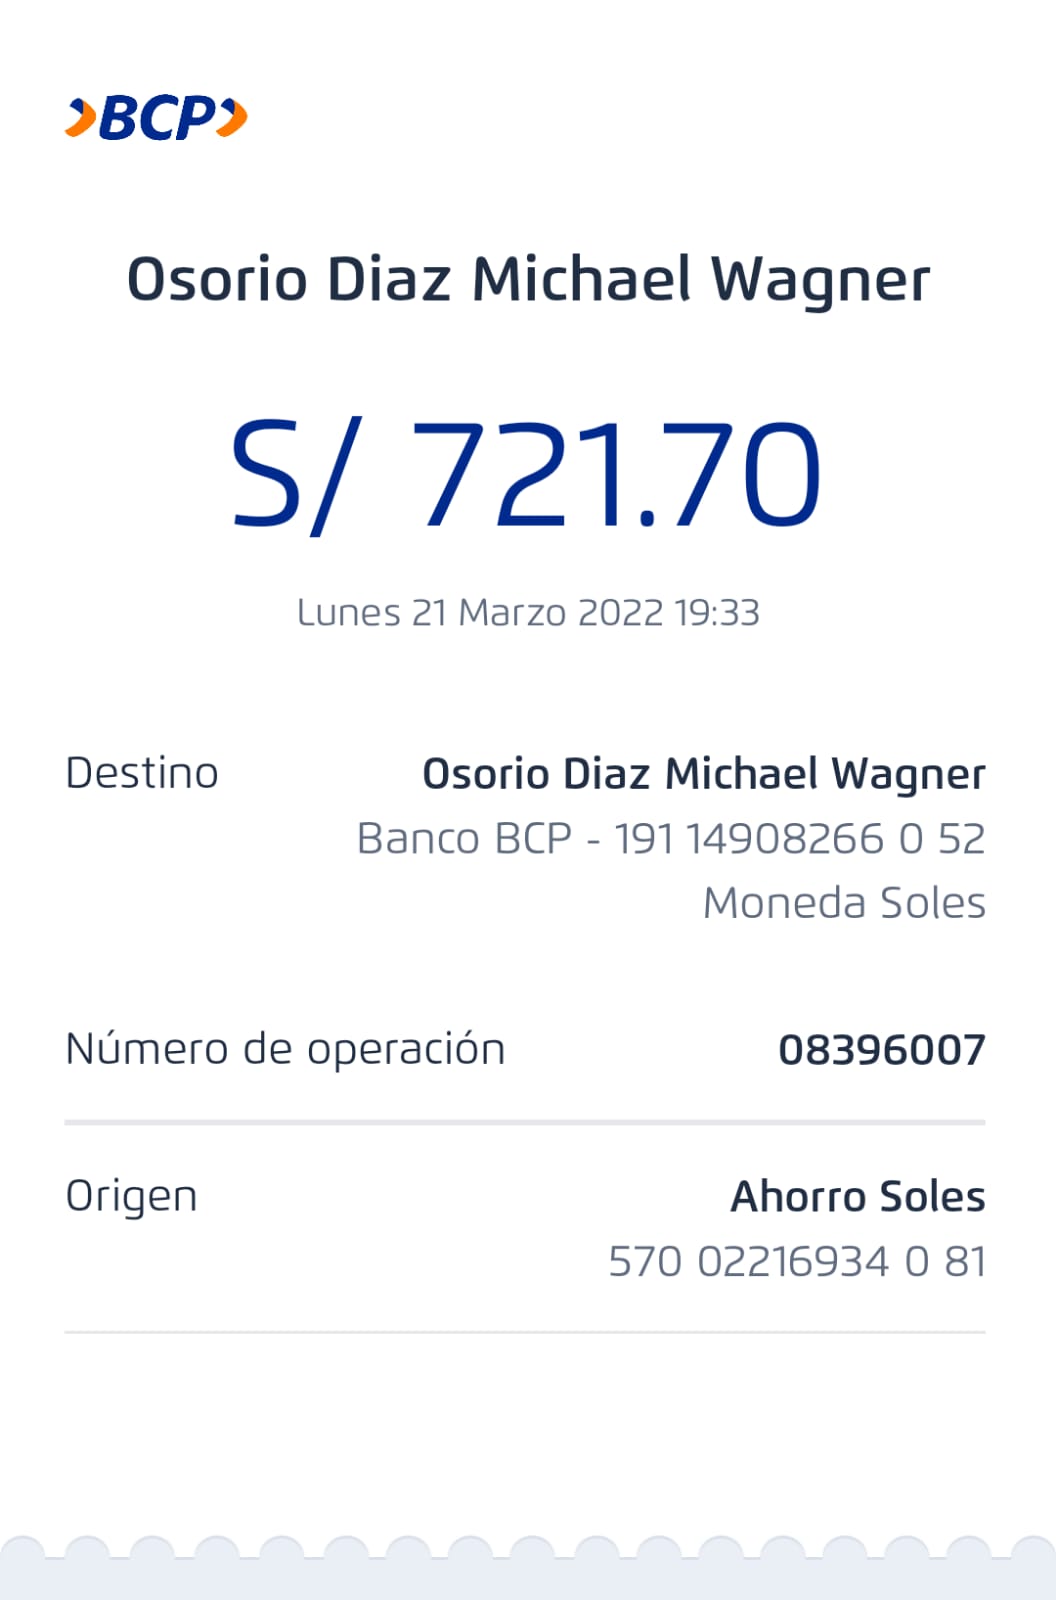 BCP
Osorio Diaz Michael Wagner
S/ 721.70
Lunes 21 Marzo 2022 19:33
Destino Osorio Diaz Michael Wagner
Banco BCP - 191 14908266 0 52
Moneda Soles
Número de operación 08396007
Origen Ahorro Soles
570 02216934 0 81